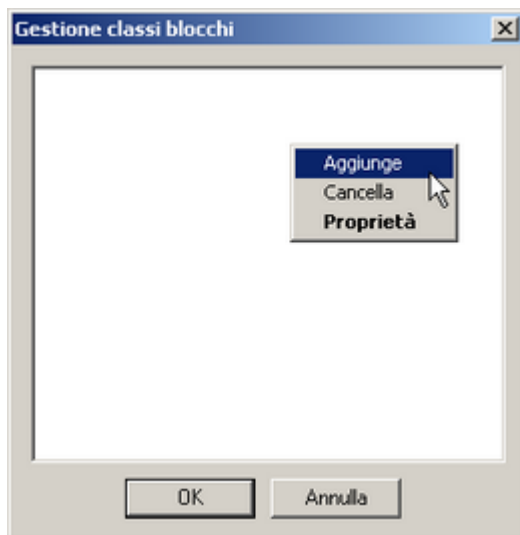 Gestione classi blocchi
Aggiunge
Cancella
Proprietà
OK
Annulla